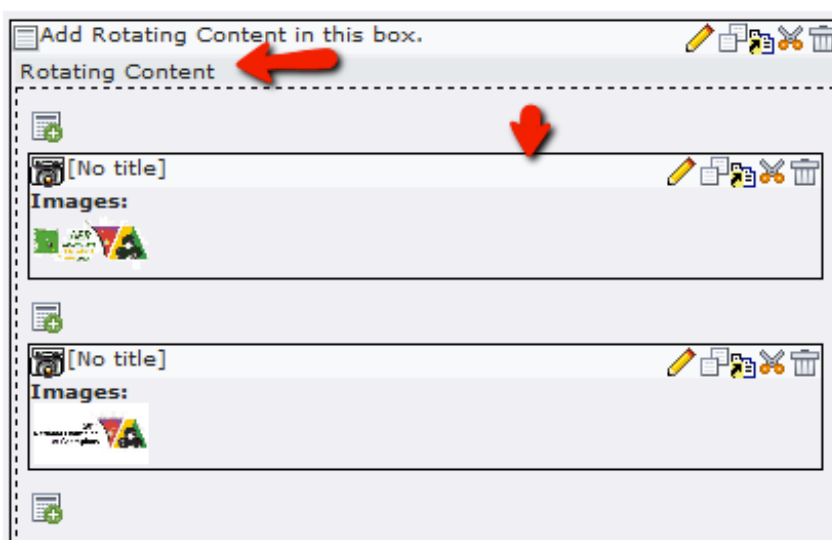 Add Rotating Content in this box.
Rotating Content
[No title]
Images:
[No title]
Images: